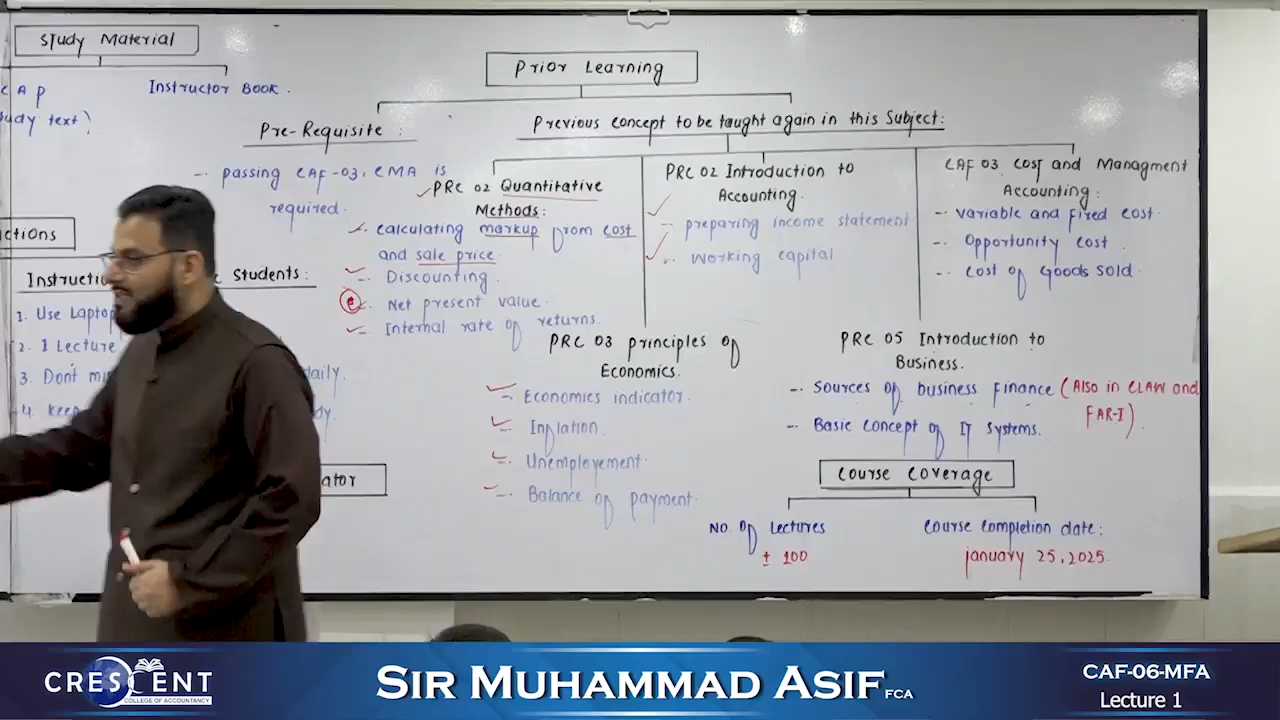 Study Material
CAP
Instructor Book.
udy text)
Prior Learning
Pre-Requisite :
-. passing CAF-03, CMA is
required.
Previous concept to be taught again in this Subject:
PRC 02 Quantitative
Methods:
-. calculating markup from cost
and sale price.
-. Discounting.
-. Net present value.
-. Internal rate of returns.
PRC 02 Introduction to
Accounting.
-. preparing income statement
-. Working capital
CAF 03 Cost and Managment
Accounting:
-. Variable and fixed cost.
-. Opportunity cost.
-. Cost of Goods sold.
PRC 03 principles of
Economics.
-. Economics indicator.
-. Inflation.
-. Unemployement
-. Balance of payment.
PRC 05 Introduction to
Business.
-. Sources of business finance (Also in CLAW and
FAR-I).
-. Basic concept of IT Systems.
Course Coverage
No. of Lectures
± 100
Course completion date:
january 25, 2025.
ctions
Students:
1. Use Laptop
2. 1 Lecture
3. Dont daily.
4. Keep
ator
CRESCENT
COLLEGE OF ACCOUNTANCY
SIR MUHAMMAD ASIF FCA
CAF-06-MFA
Lecture 1